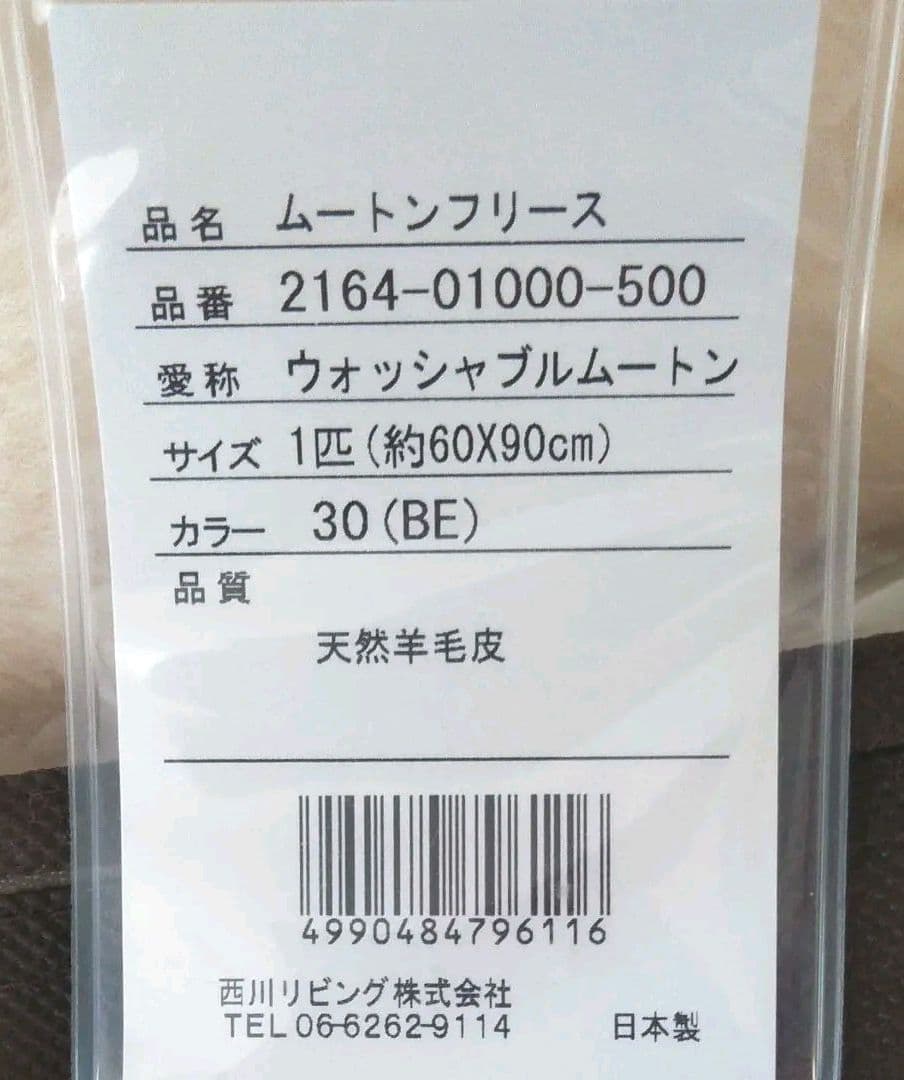 品名 ムートンフリース
品番 2164-01000-500
愛称 ウォッシャブルムートン
サイズ 1匹(約60X90cm)
カラー 30(BE)
品質
天然羊毛皮
4990484796116
西川リビング株式会社
TEL06-6262-9114 日本製